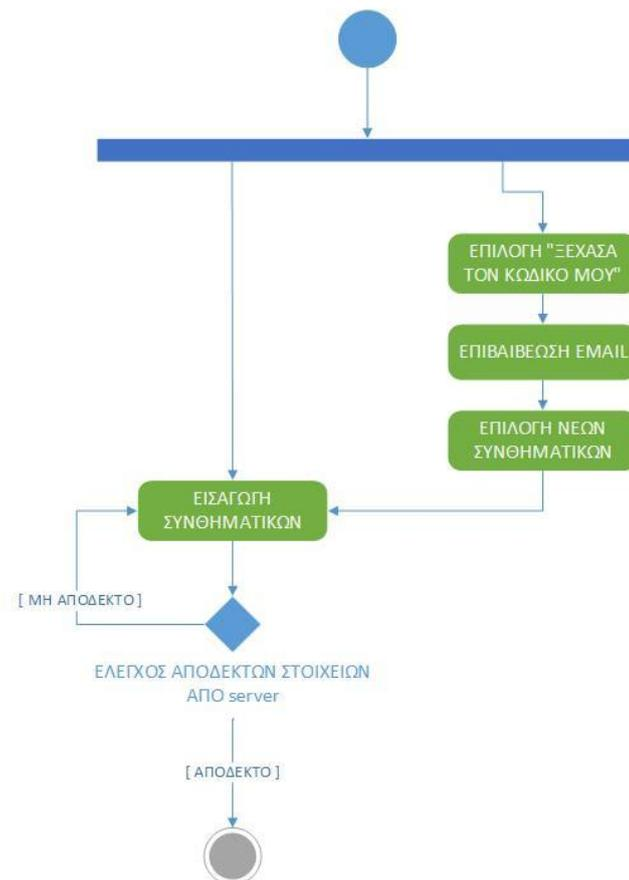 ΕΠΙΛΟΓΗ "ΞΕΧΑΣΑ
ΤΟΝ ΚΩΔΙΚΟ ΜΟΥ"
ΕΠΙΒΑΙΒΕΩΣΗ EMAIL
ΕΠΙΛΟΓΗ ΝΕΩΝ
ΣΥΝΘΗΜΑΤΙΚΩΝ
ΕΙΣΑΓΩΓΗ
ΣΥΝΘΗΜΑΤΙΚΩΝ
[ ΜΗ ΑΠΟΔΕΚΤΟ ]
ΕΛΕΓΧΟΣ ΑΠΟΔΕΚΤΩΝ ΣΤΟΙΧΕΙΩΝ
ΑΠΟ server
[ ΑΠΟΔΕΚΤΟ ]